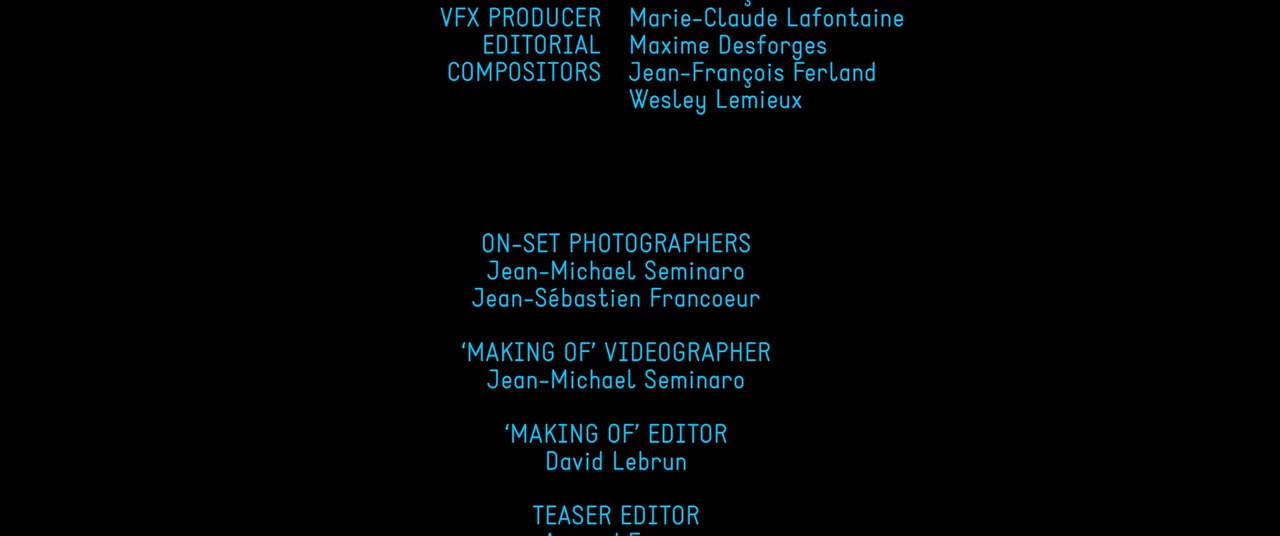 VFX PRODUCER Marie-Claude Lafontaine
EDITORIAL Maxime Desforges
COMPOSITORS Jean-François Ferland
Wesley Lemieux
ON-SET PHOTOGRAPHERS
Jean-Michael Seminaro
Jean-Sébastien Francoeur
‘MAKING OF’ VIDEOGRAPHER
Jean-Michael Seminaro
‘MAKING OF’ EDITOR
David Lebrun
TEASER EDITOR